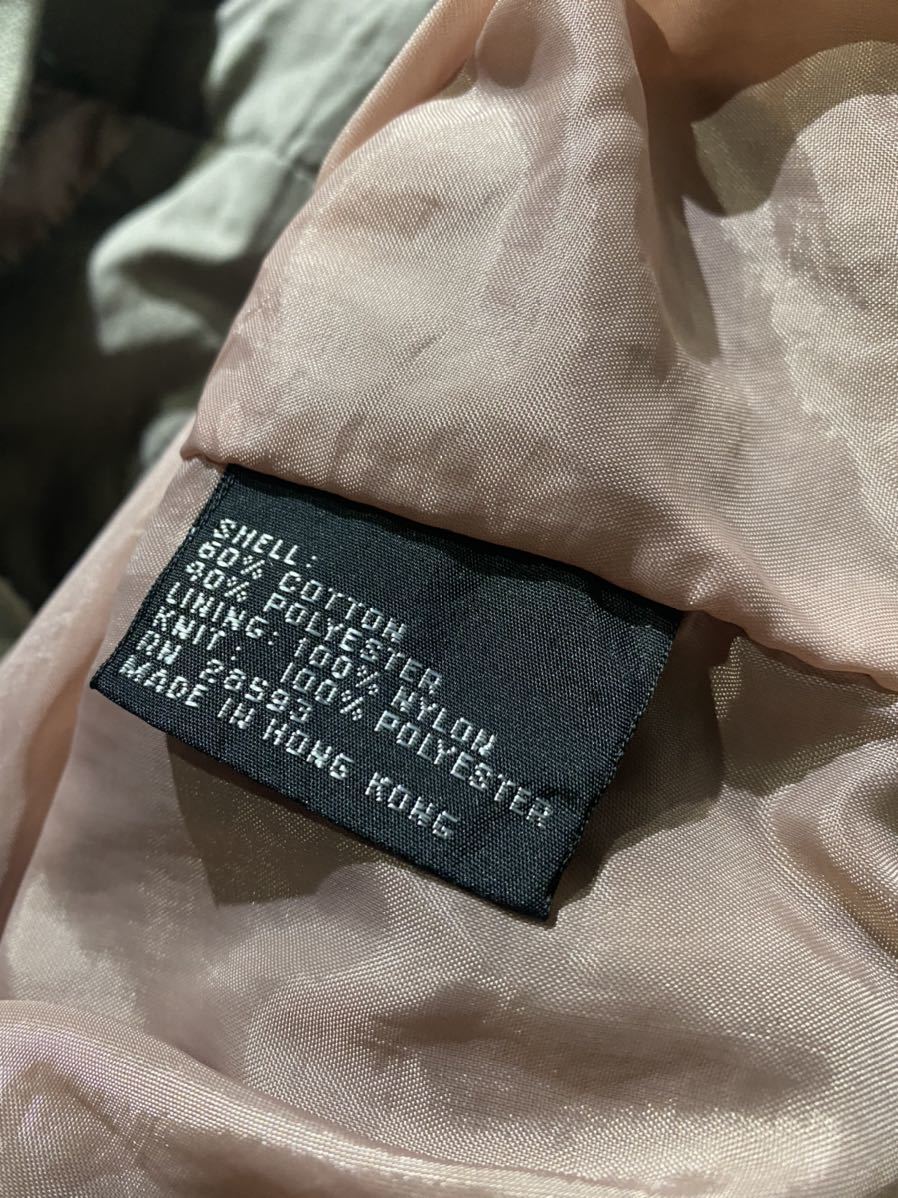 SHELL:
60% COTTON
40% POLYESTER
LINING: 100% NYLON
KNIT: 100% POLYESTER
RN 28593
MADE IN HONG KONG